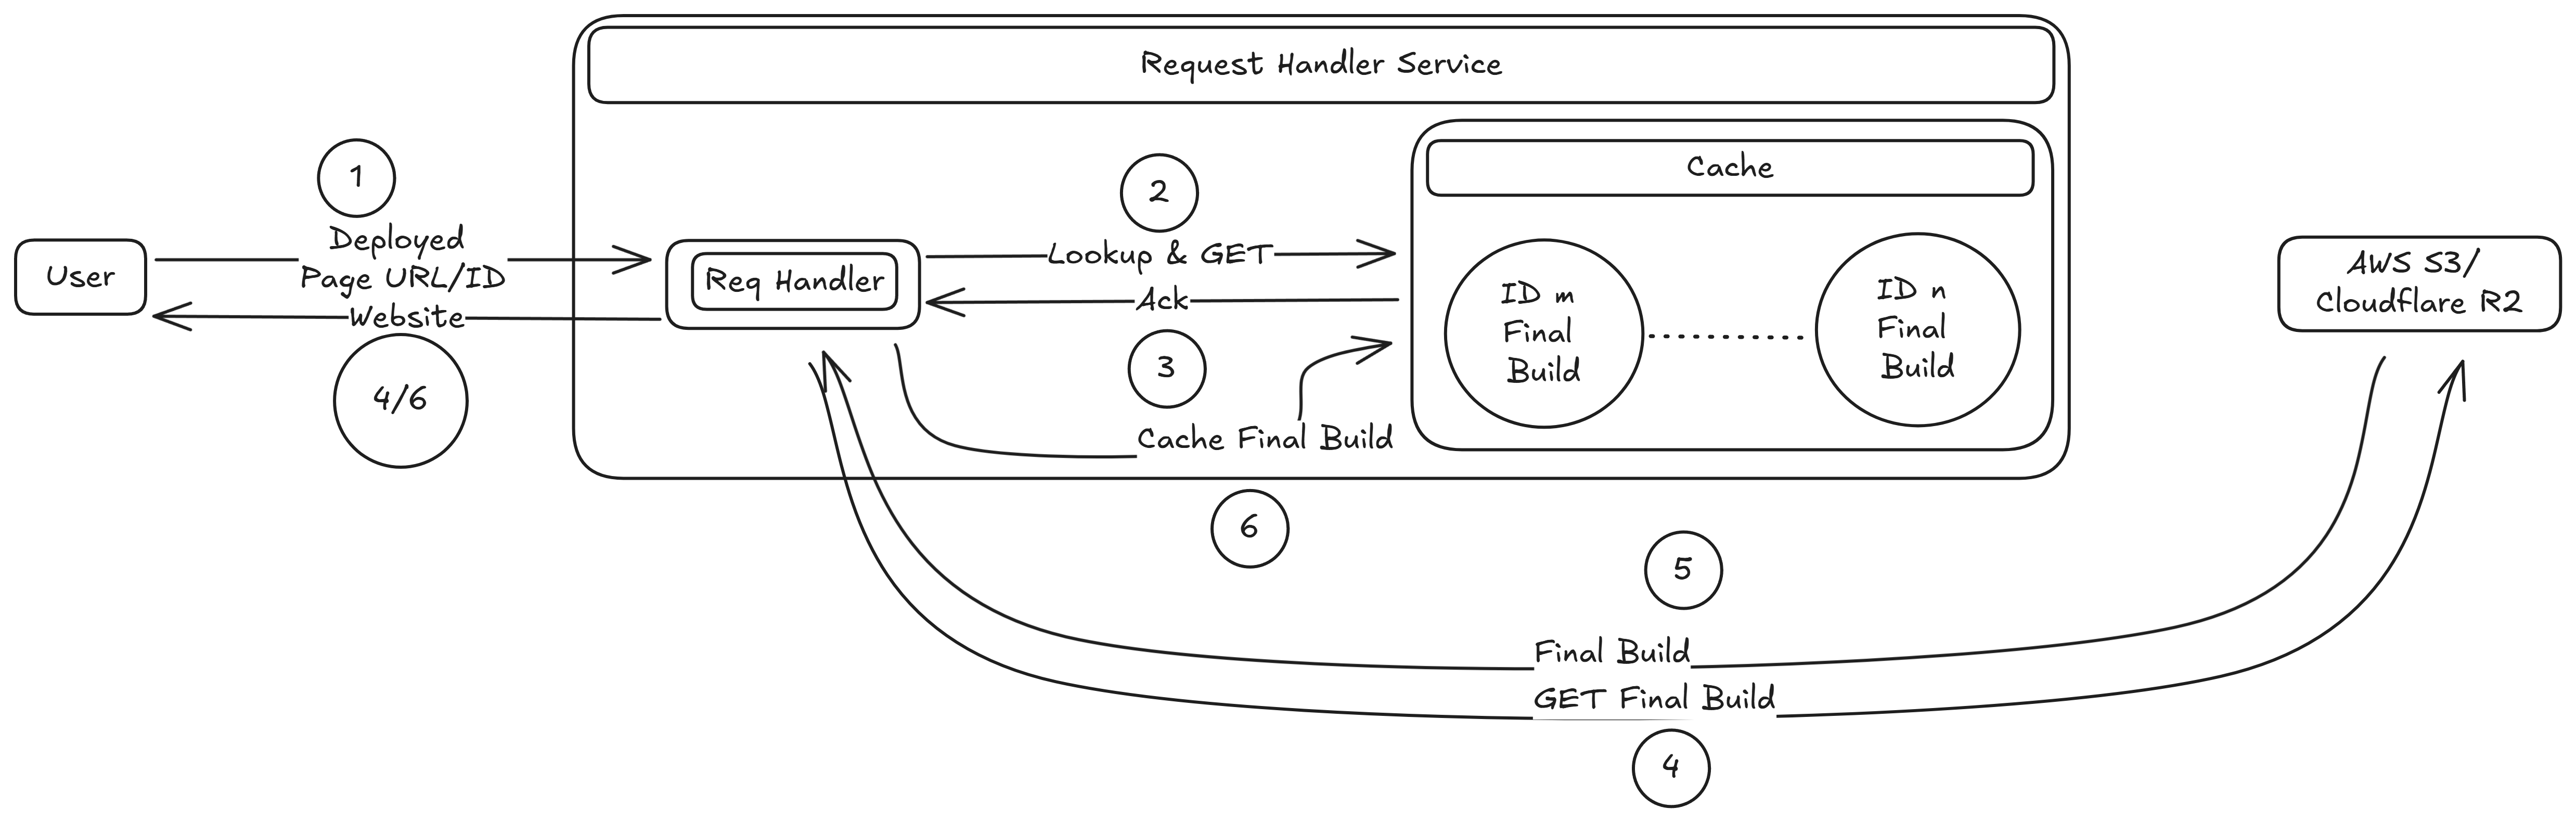 Request Handler Service
1
Deployed
Page URL/ID
User
Website
4/6
Req Handler
2
Lookup & GET
Ack
3
Cache Final Build
6
Cache
ID m
Final
Build
ID n
Final
Build
AWS S3/
Cloudflare R2
5
Final Build
GET Final Build
4